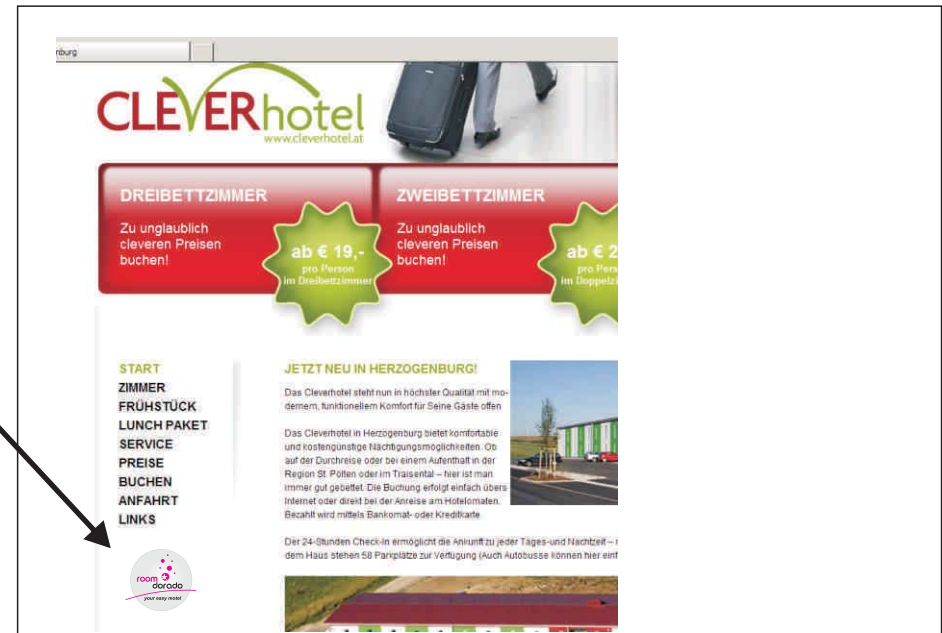 nburg
CLEVERhotel
www.cleverhotel.at
DREIBETTZIMMER
Zu unglaublich
cleveren Preisen
buchen!
ab € 19,-
pro Person
im Dreibettzimmer
ZWEIBETTZIMMER
Zu unglaublich
cleveren Preisen
buchen!
ab € 2
pro Pers
im Doppelzi
START
ZIMMER
FRÜHSTÜCK
LUNCH PAKET
SERVICE
PREISE
BUCHEN
ANFAHRT
LINKS
room
dorado
your easy motel
JETZT NEU IN HERZOGENBURG!
Das Cleverhotel steht nun in höchster Qualität mit mo-
dernem, funktionellem Komfort für Seine Gäste offen
Das Cleverhotel in Herzogenburg bietet komfortable
und kostengünstige Nächtigungsmöglichkeiten. Ob
auf der Durchreise oder bei einem Aufenthalt in der
Region St. Pölten oder im Traisental – hier ist man
immer gut gebettet. Die Buchung erfolgt einfach übers
Internet oder direkt bei der Anreise am Hotelomaten.
Bezahlt wird mittels Bankomat- oder Kreditkarte
Der 24-Stunden Check-In ermöglicht die Ankunft zu jeder Tages-und Nachtzeit –
dem Haus stehen 58 Parkplätze zur Verfügung (Auch Autobusse können hier einf